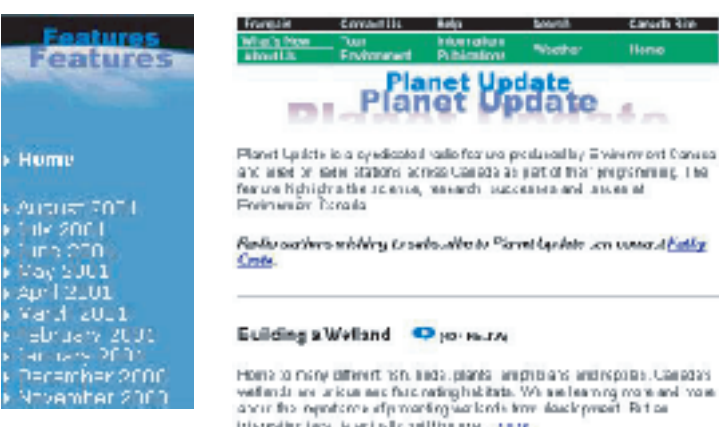 Features
Features
Home
August 2001
July 2001
June 2001
May 2001
April 2001
March 2001
February 2001
January 2001
December 2000
November 2000
Français Contact Us Help Search Canada Site
What's New Your Information Weather Home
About Us Environment Publications
Planet Update
Planet Update
Planet Update
Planet Update is a syndicated radio feature produced by Environment Canada
and aired on radio stations across Canada as part of their programming. The
feature highlights the science, research, successes and issues of
Environment Canada.
Radio stations wishing to subscribe to Planet Update can contact Kathy
Building a Wetland
Home to many different fish, birds, plants, amphibians and reptiles, Canada's
wetlands are unique and fascinating habitats. We are learning more and more
about the importance of protecting wetlands from development. But an